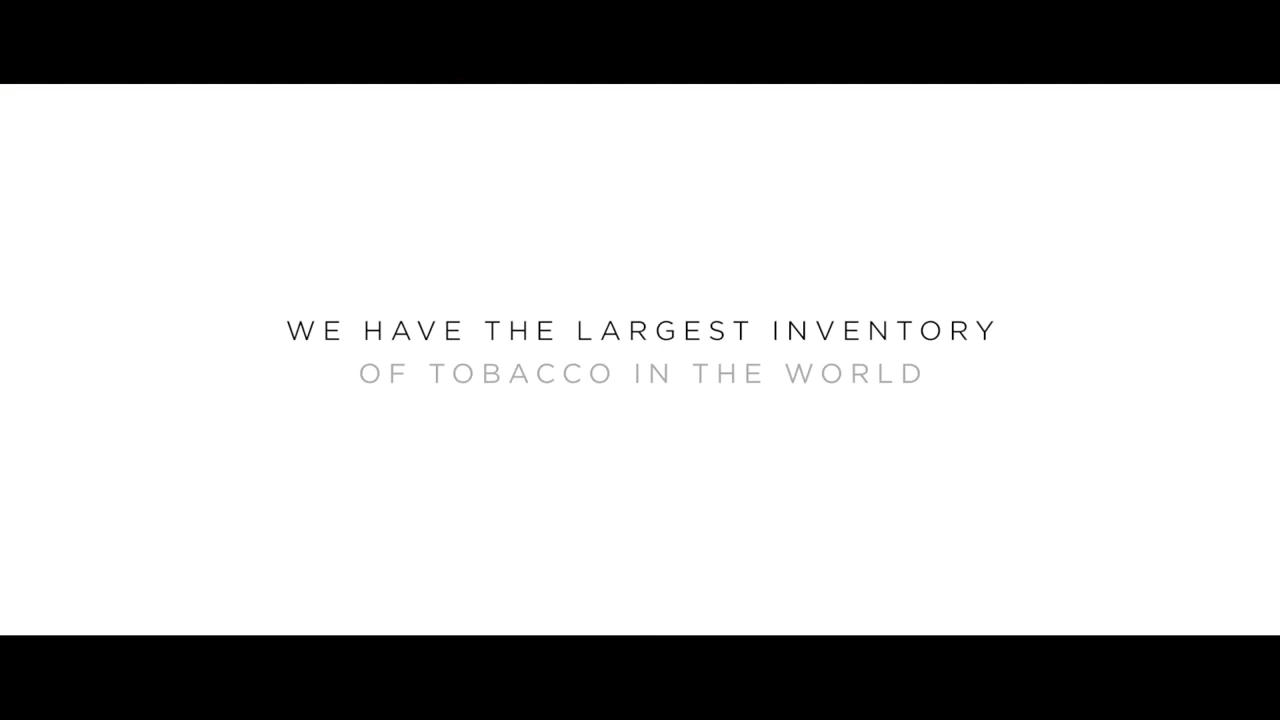 WE HAVE THE LARGEST INVENTORY
OF TOBACCO IN THE WORLD